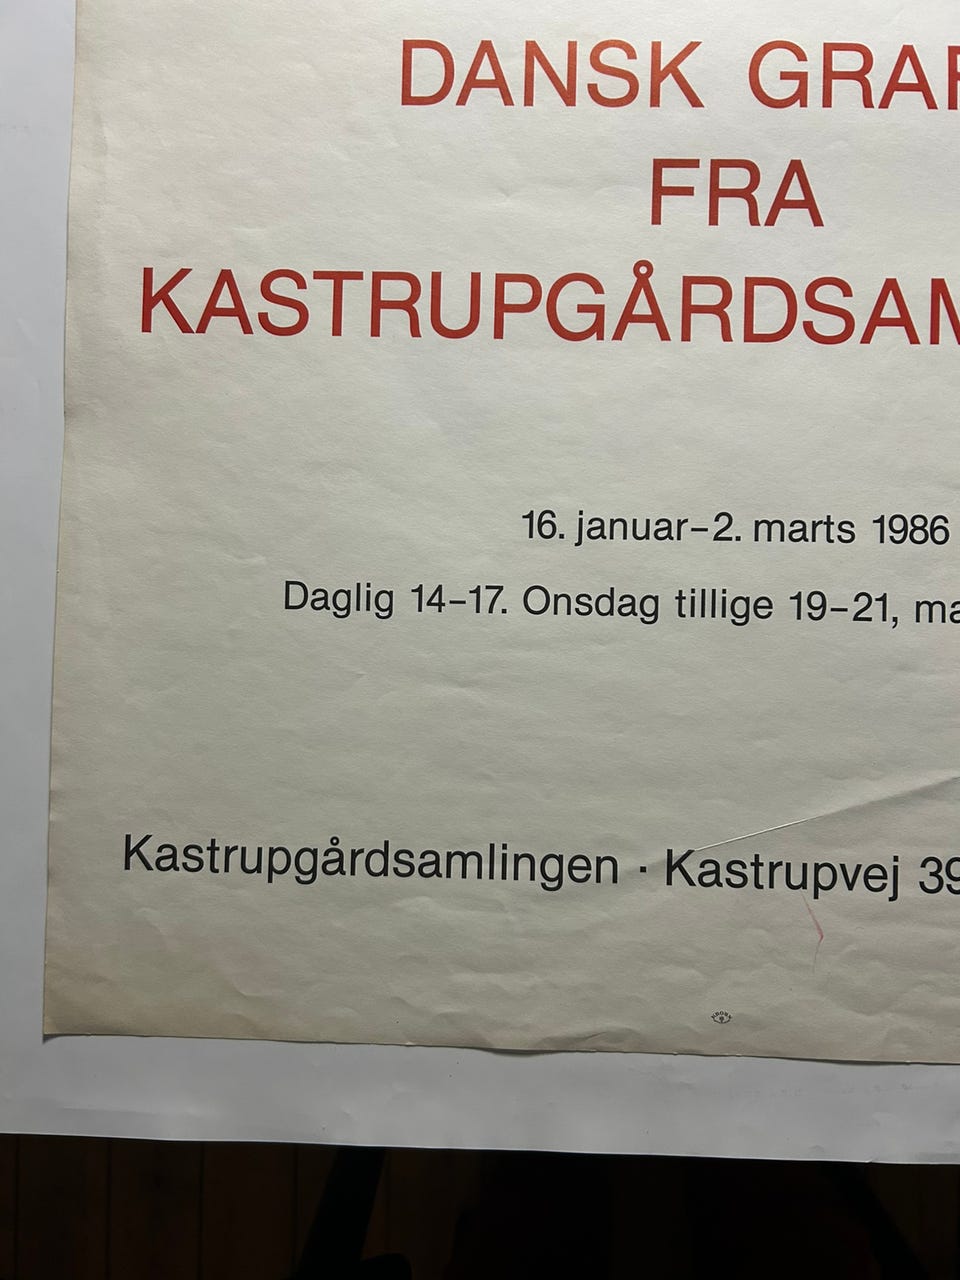 DANSK GRAF
FRA
KASTRUPGÅRDSAM
16. januar–2. marts 1986
Daglig 14–17. Onsdag tillige 19–21, ma
Kastrupgårdsamlingen · Kastrupvej 39